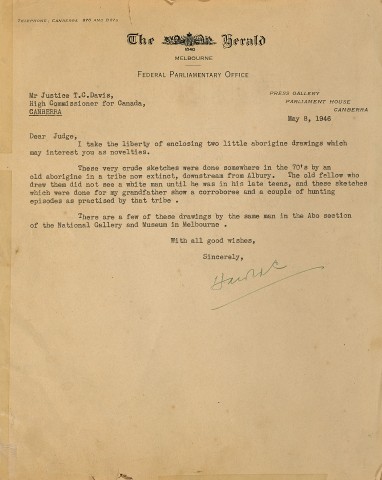 TELEPHONE, CANBERRA
The Herald
MELBOURNE
FEDERAL PARLIAMENTARY OFFICE
PRESS GALLERY
PARLIAMENT HOUSE
CANBERRA
Mr Justice T.C.Davis,
High Commissioner for Canada,
CANBERRA
May 8, 1946
Dear Judge,
I take the liberty of enclosing two little aborigine drawings which
may interest you as novelties.
These very crude sketches were done somewhere in the 70's by an
old aborigine in a tribe now extinct, downstream from Albury. The old fellow who
drew them did not see a white man until he was in his late teens, and these sketches
which were done for my grandfather show a corroboree and a couple of hunting
episodes as practised by that tribe .
There are a few of these drawings by the same man in the Abo section
of the National Gallery and Museum in Melbourne .
With all good wishes,
Sincerely,